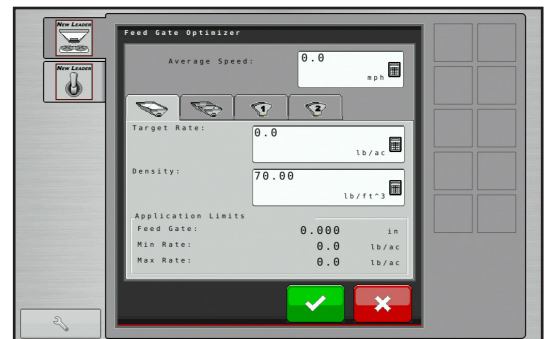 NEW LEADER
NEW LEADER
Feed Gate Optimizer
Average Speed:
0.0
mph
1
2
Target Rate:
0.0
lb/ac
Density:
70.00
lb/ft^3
Application Limits
Feed Gate: 0.000 in
Min Rate: 0.0 lb/ac
Max Rate: 0.0 lb/ac